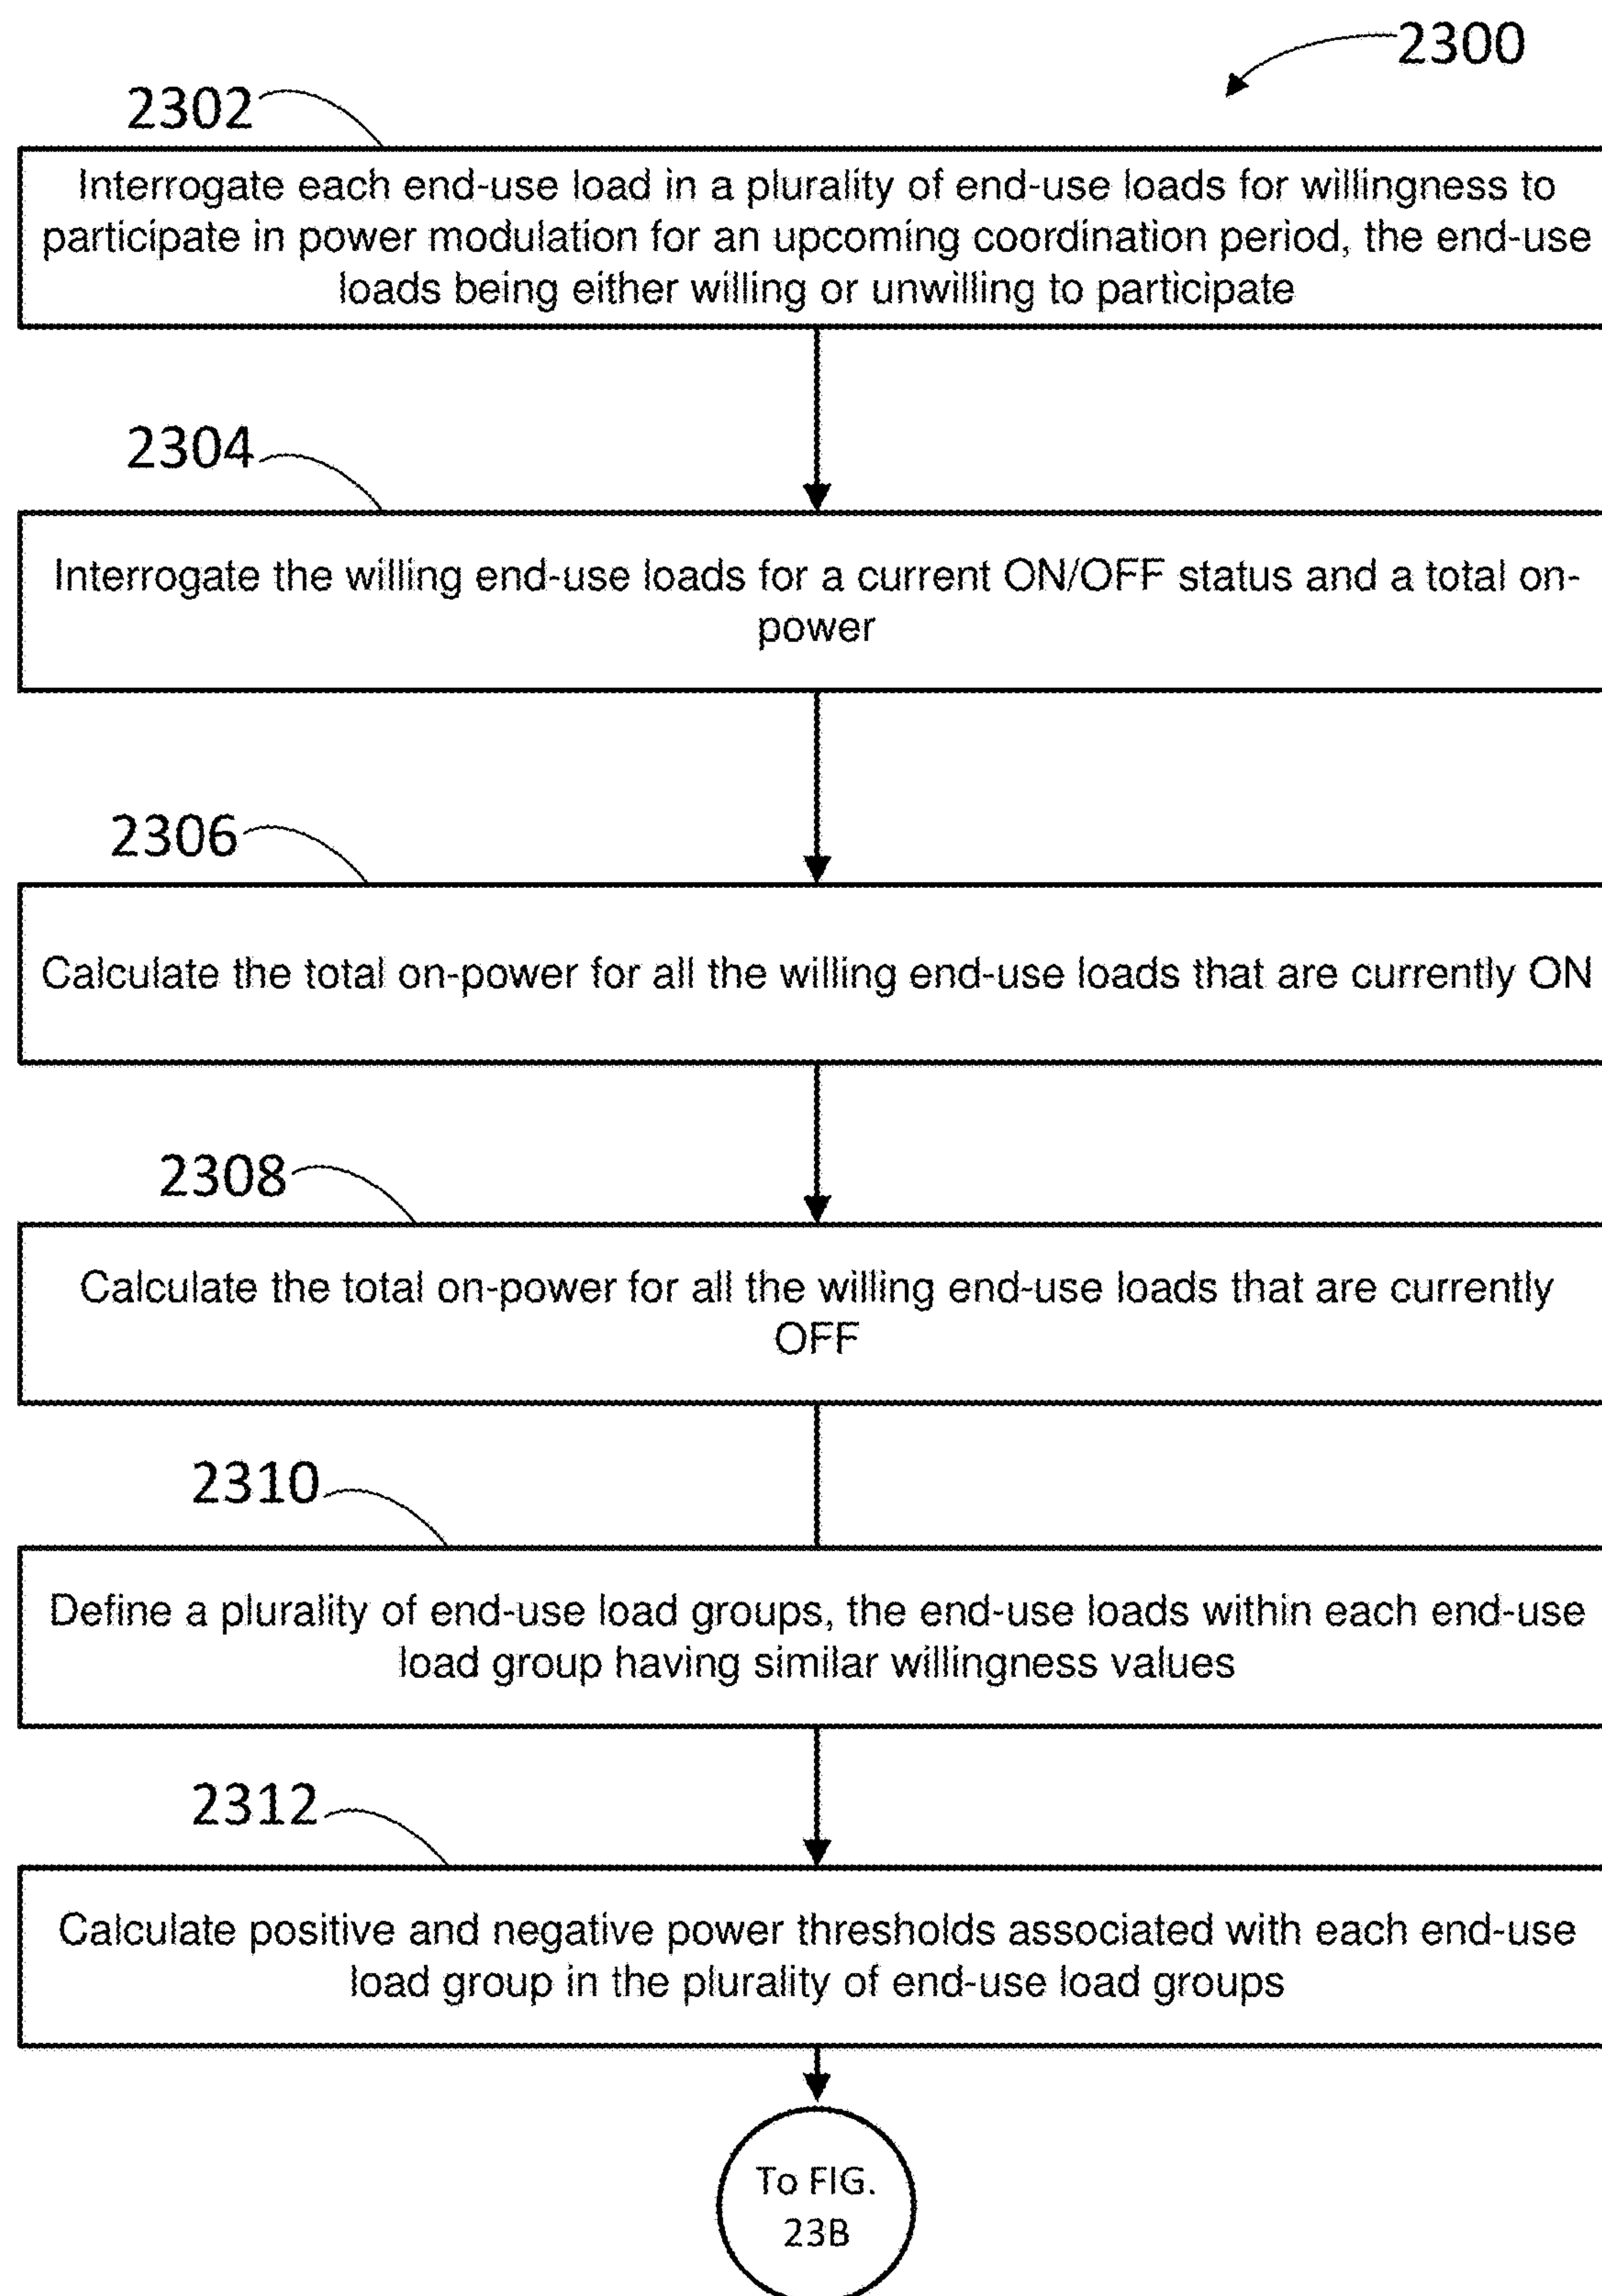 2300
2302
Interrogate each end-use load in a plurality of end-use loads for willingness to
participate in power modulation for an upcoming coordination period, the end-use
loads being either willing or unwilling to participate
2304
Interrogate the willing end-use loads for a current ON/OFF status and a total on-
power
2306
Calculate the total on-power for all the willing end-use loads that are currently ON
2308
Calculate the total on-power for all the willing end-use loads that are currently
OFF
2310
Define a plurality of end-use load groups, the end-use loads within each end-use
load group having similar willingness values
2312
Calculate positive and negative power thresholds associated with each end-use
load group in the plurality of end-use load groups
To FIG.
23B